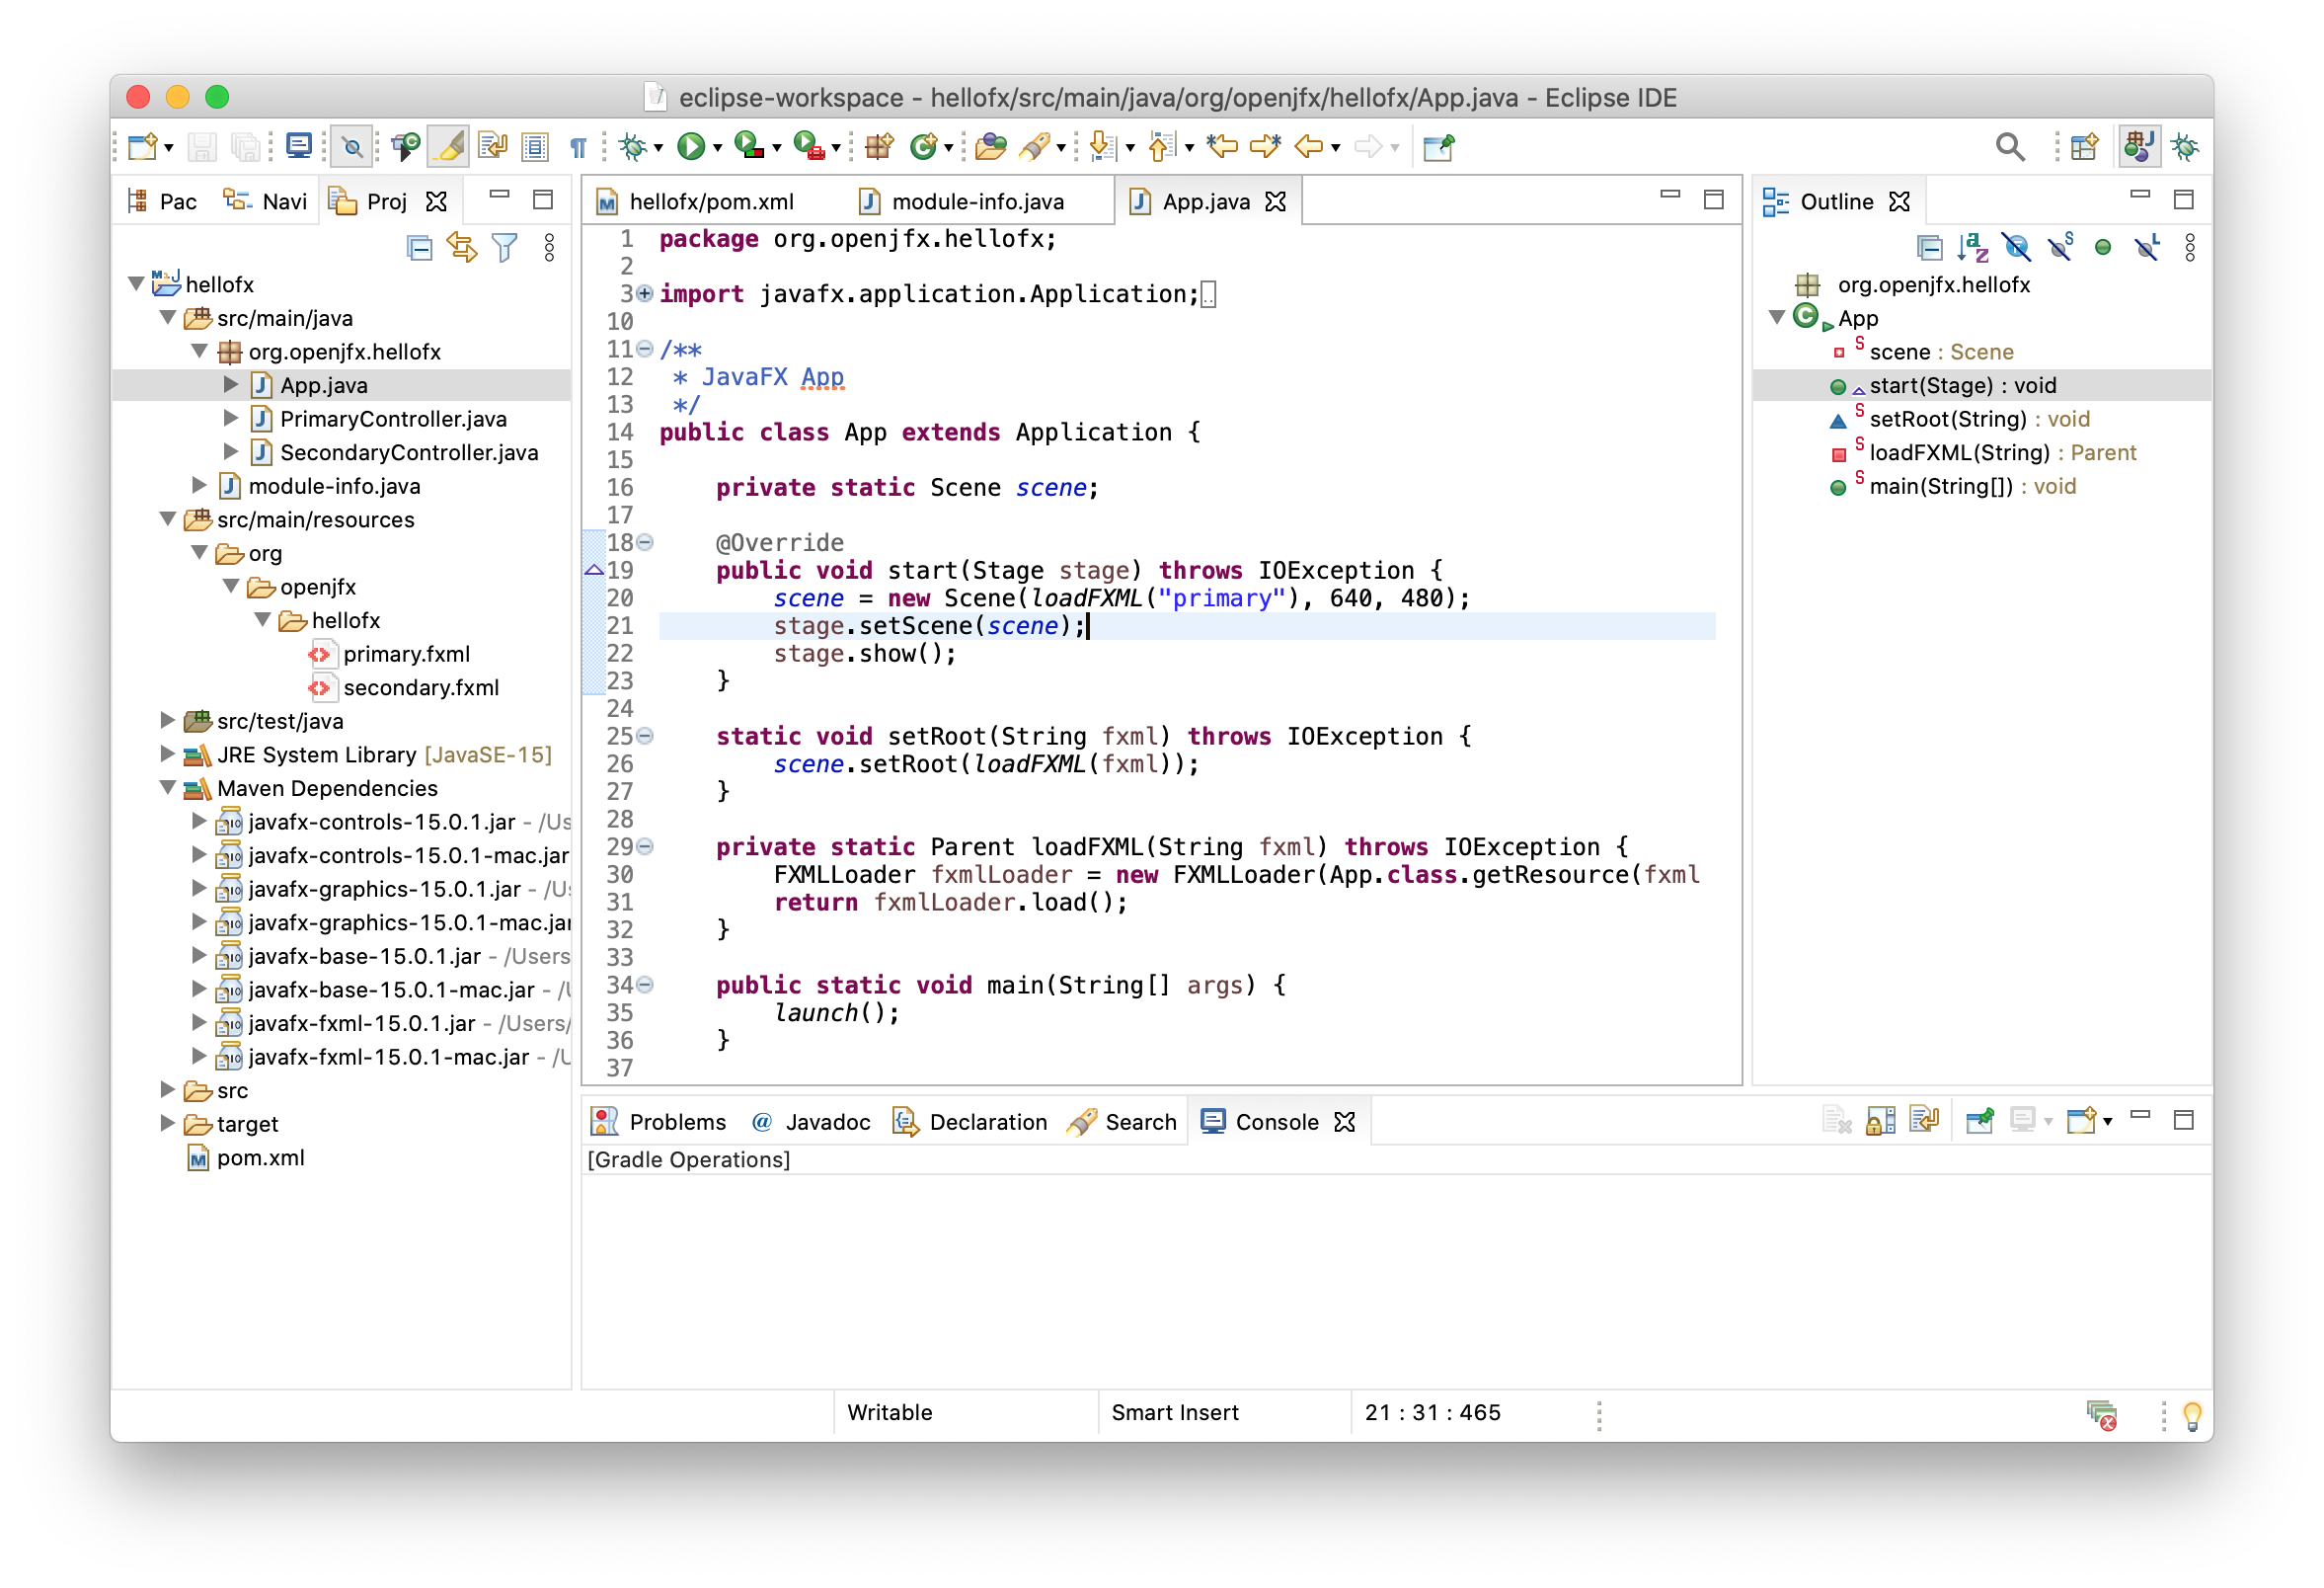 eclipse-workspace - hellofx/src/main/java/org/openjfx/hellofx/App.java - Eclipse IDE
Pac Navi Proj
hellofx
src/main/java
org.openjfx.hellofx
App.java
PrimaryController.java
SecondaryController.java
module-info.java
src/main/resources
org
openjfx
hellofx
primary.fxml
secondary.fxml
src/test/java
JRE System Library [JavaSE-15]
Maven Dependencies
javafx-controls-15.0.1.jar - /Us
javafx-controls-15.0.1-mac.jar
javafx-graphics-15.0.1.jar - /U
javafx-graphics-15.0.1-mac.jar
javafx-base-15.0.1.jar - /Users
javafx-base-15.0.1-mac.jar - /U
javafx-fxml-15.0.1.jar - /Users/
javafx-fxml-15.0.1-mac.jar - /U
src
target
pom.xml
hellofx/pom.xml module-info.java App.java
1 package org.openjfx.hellofx;
2
3 import javafx.application.Application;
10
11 /**
12 * JavaFX App
13 */
14 public class App extends Application {
15
16 private static Scene scene;
17
18 @Override
19 public void start(Stage stage) throws IOException {
20 scene = new Scene(loadFXML("primary"), 640, 480);
21 stage.setScene(scene);
22 stage.show();
23 }
24
25 static void setRoot(String fxml) throws IOException {
26 scene.setRoot(loadFXML(fxml));
27 }
28
29 private static Parent loadFXML(String fxml) throws IOException {
30 FXMLLoader fxmlLoader = new FXMLLoader(App.class.getResource(fxml
31 return fxmlLoader.load();
32 }
33
34 public static void main(String[] args) {
35 launch();
36 }
37
Outline
org.openjfx.hellofx
App
scene : Scene
start(Stage) : void
setRoot(String) : void
loadFXML(String) : Parent
main(String[]) : void
Problems Javadoc Declaration Search Console
[Gradle Operations]
Writable Smart Insert 21 : 31 : 465